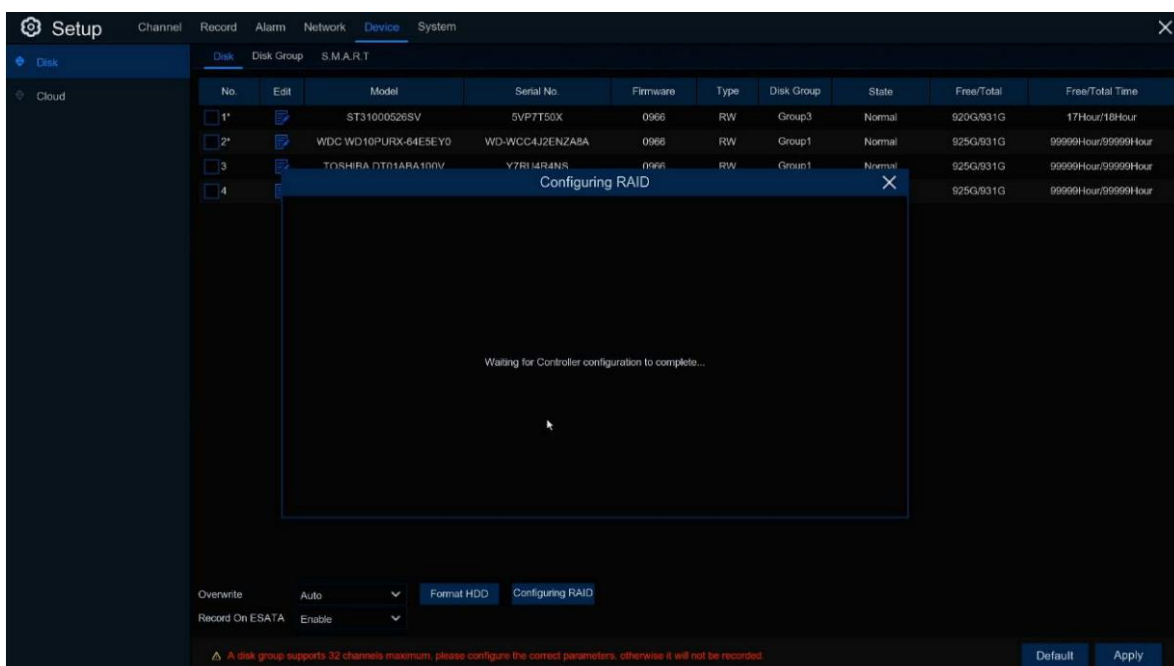 Setup Channel Record Alarm Network Device System
Disk Disk Group S.M.A.R.T
Disk
Cloud
No. Edit Model Serial No. Firmware Type Disk Group State Free/Total Free/Total Time
1* ST31000526SV 5VP7T50X 0966 RW Group3 Normal 920G/931G 17Hour/18Hour
2* WDC WD10PURX-64E5EY0 WD-WCC4J2ENZA8A 0966 RW Group1 Normal 925G/931G 99999Hour/99999Hour
3 TOSHIBA DT01ABA100V Y7RU4R4NS 0966 RW Group1 Normal 925G/931G 99999Hour/99999Hour
4 925G/931G 99999Hour/99999Hour
Configuring RAID
Waiting for Controller configuration to complete...
Overwrite Auto Format HDD Configuring RAID
Record On ESATA Enable
A disk group supports 32 channels maximum, please configure the correct parameters, otherwise it will not be recorded.
Default Apply